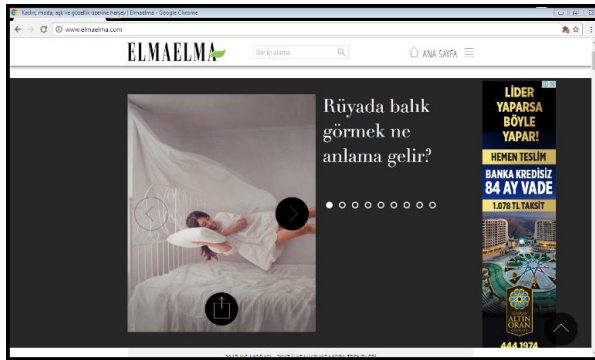 Kadın, moda, aşk ve güzellik üzerine herşey | Elmaelma - Google Chrome
www.elmaelma.com
ELMAELMA
Site içi arama
ANA SAYFA
Rüyada balık
görmek ne
anlama gelir?
LİDER
YAPARSA
BÖYLE
YAPAR!
HEMEN TESLİM
BANKA KREDİSİZ
84 AY VADE
1.078 TL TAKSİT
ALTIN
ORAN
444 1974